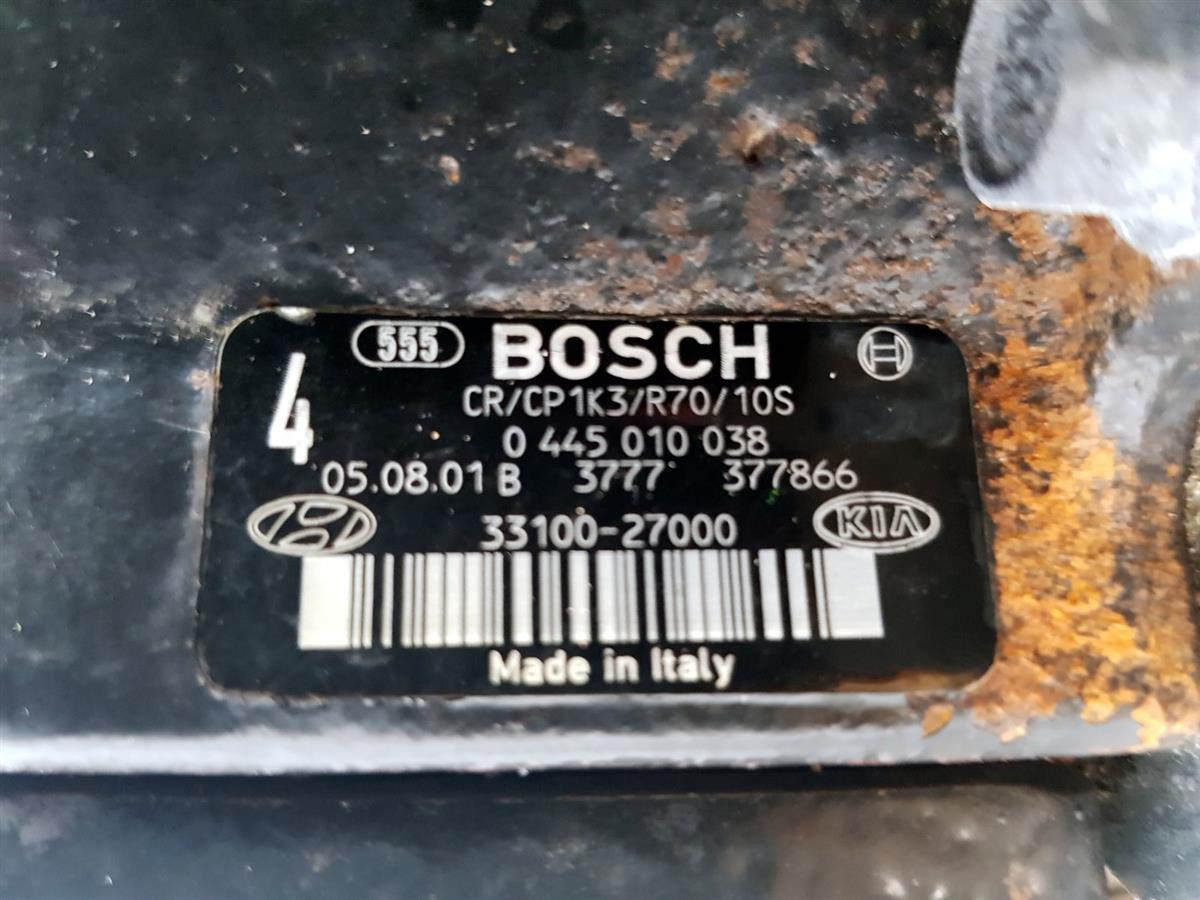 4 555 BOSCH
CR/CP1K3/R70/10S
0 445 010 038
05.08.01 B 3777 377866
33100-27000 KIA
Made in Italy